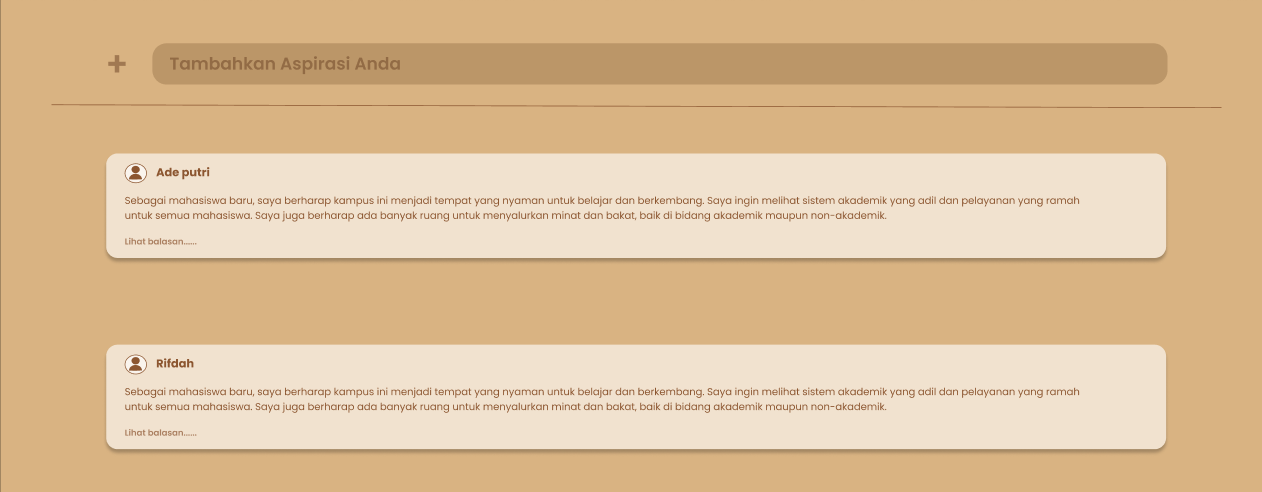 + Tambahkan Aspirasi Anda
Ade putri
Sebagai mahasiswa baru, saya berharap kampus ini menjadi tempat yang nyaman untuk belajar dan berkembang. Saya ingin melihat sistem akademik yang adil dan pelayanan yang ramah
untuk semua mahasiswa. Saya juga berharap ada banyak ruang untuk menyalurkan minat dan bakat, baik di bidang akademik maupun non-akademik.
Lihat balasan......
Rifdah
Sebagai mahasiswa baru, saya berharap kampus ini menjadi tempat yang nyaman untuk belajar dan berkembang. Saya ingin melihat sistem akademik yang adil dan pelayanan yang ramah
untuk semua mahasiswa. Saya juga berharap ada banyak ruang untuk menyalurkan minat dan bakat, baik di bidang akademik maupun non-akademik.
Lihat balasan......